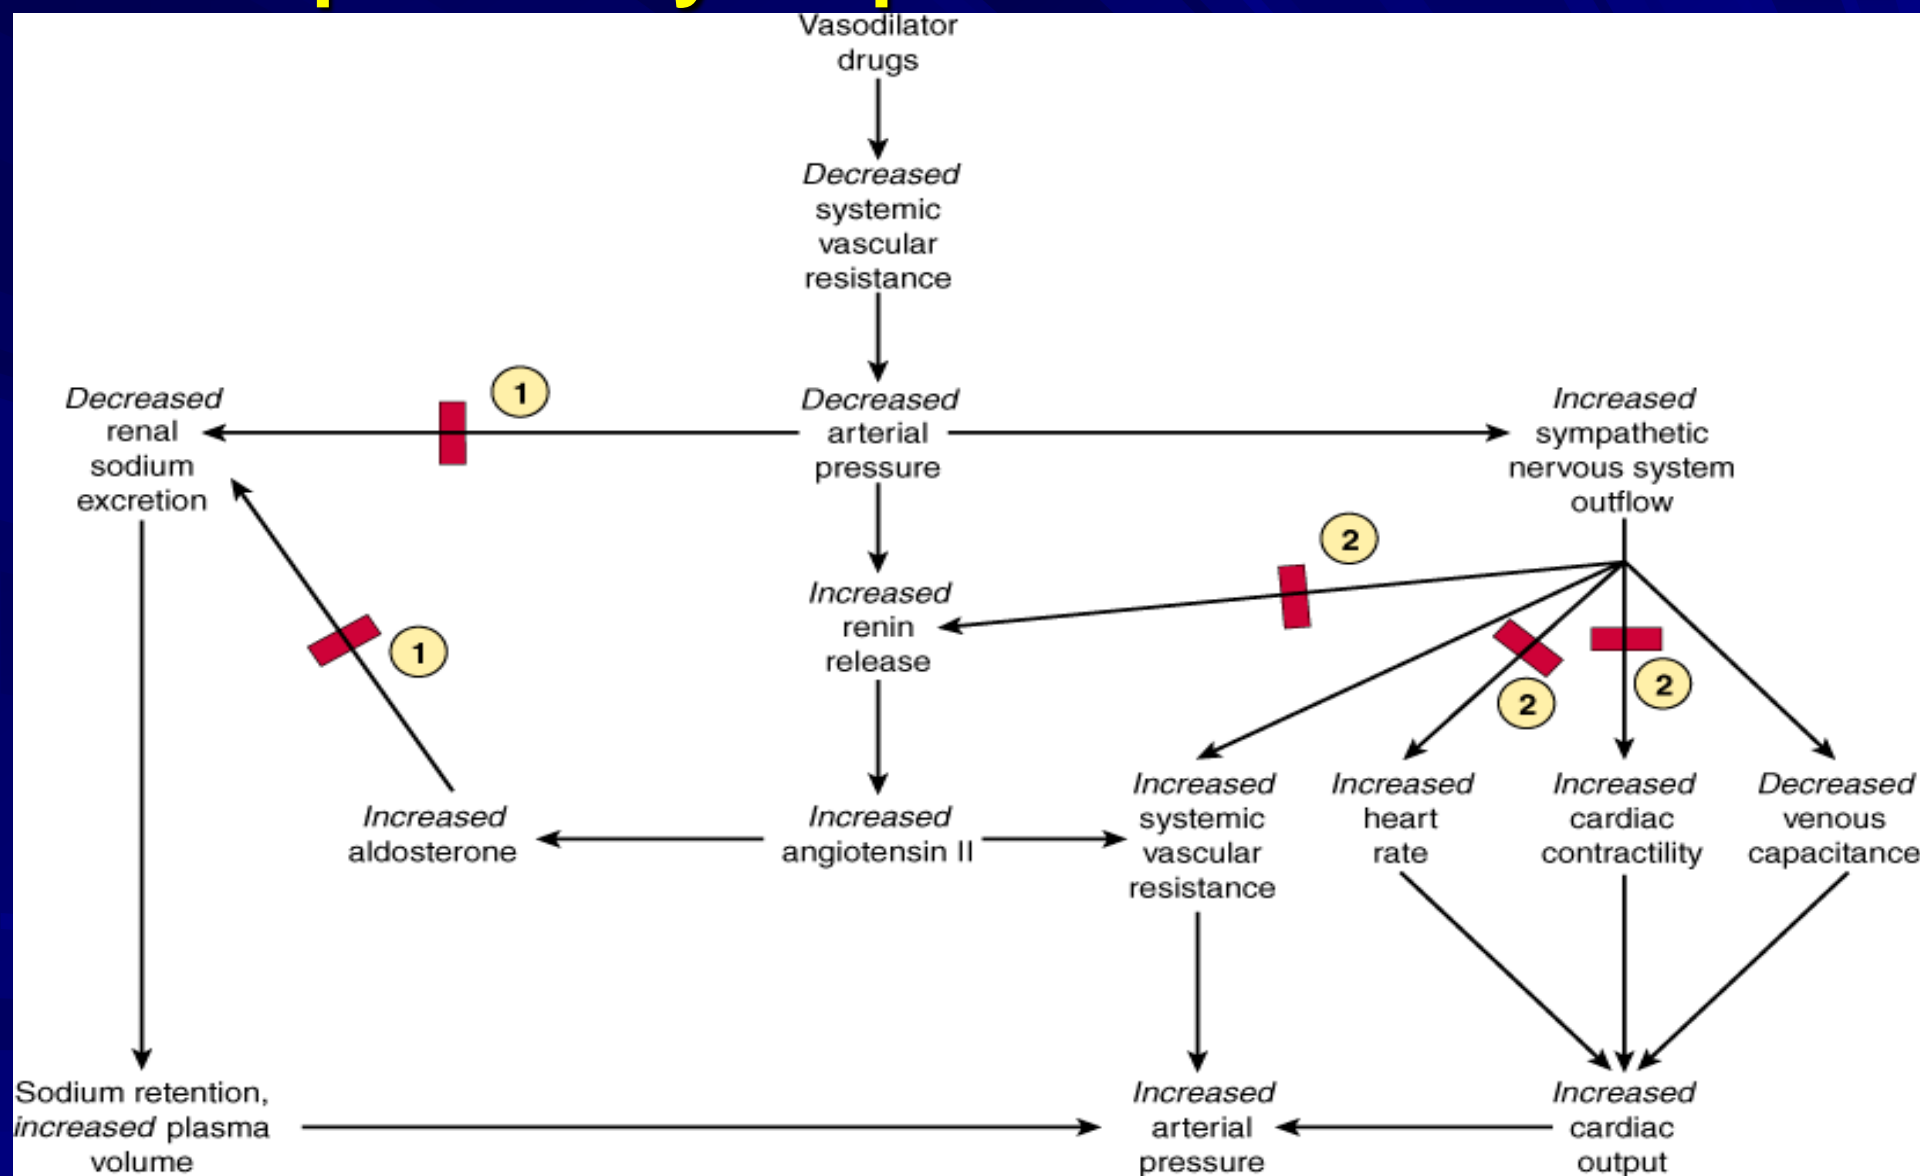 Vasodilator
drugs
Decreased
systemic
vascular
resistance
Decreased
renal
sodium
excretion
1
Decreased
arterial
pressure
Increased
sympathetic
nervous system
outflow
2
Increased
renin
release
1
2
2
Increased
aldosterone
Increased
angiotensin II
Increased
systemic
vascular
resistance
Increased
heart
rate
Increased
cardiac
contractility
Decreased
venous
capacitance
Sodium retention,
increased plasma
volume
Increased
arterial
pressure
Increased
cardiac
output